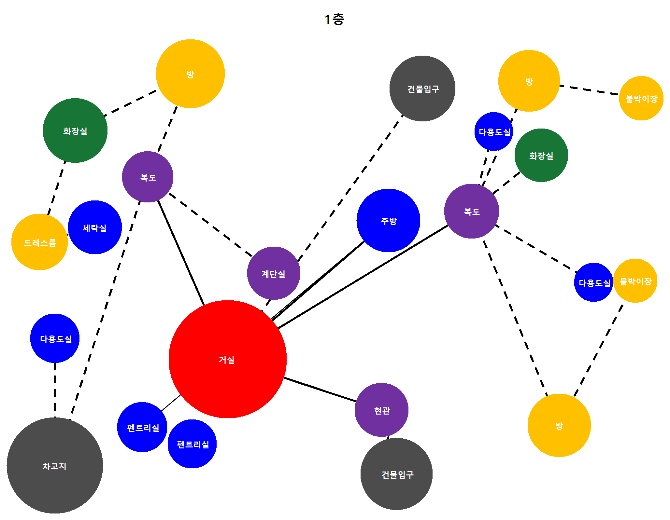 1층
방
건물입구
방
붙박이장
화장실
다용도실
화장실
복도
복도
주방
드레스룸
세탁실
계단실
다용도실
붙박이장
다용도실
거실
현관
펜트리실
펜트리실
방
차고지
건물입구